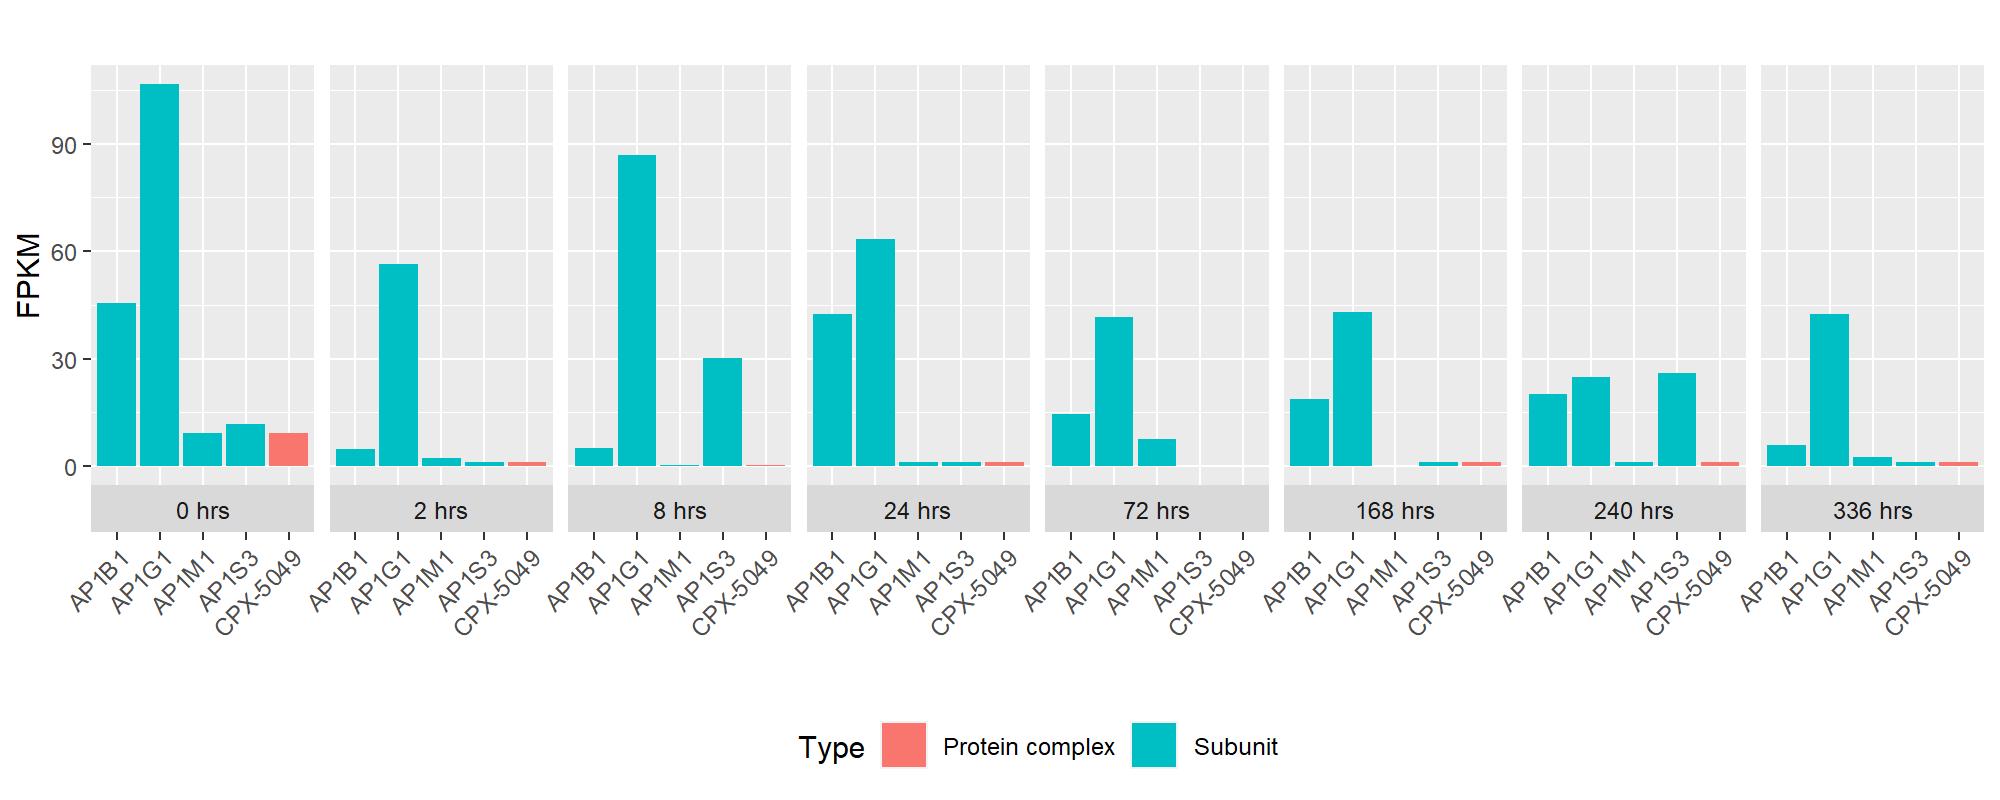 FPKM
90
60
30
0
0 hrs 2 hrs 8 hrs 24 hrs 72 hrs 168 hrs 240 hrs 336 hrs
AP1B1 AP1G1 AP1M1 AP1S3 CPX-5049 AP1B1 AP1G1 AP1M1 AP1S3 CPX-5049 AP1B1 AP1G1 AP1M1 AP1S3 CPX-5049 AP1B1 AP1G1 AP1M1 AP1S3 CPX-5049 AP1B1 AP1G1 AP1M1 AP1S3 CPX-5049 AP1B1 AP1G1 AP1M1 AP1S3 CPX-5049 AP1B1 AP1G1 AP1M1 AP1S3 CPX-5049 AP1B1 AP1G1 AP1M1 AP1S3 CPX-5049
Type Protein complex Subunit